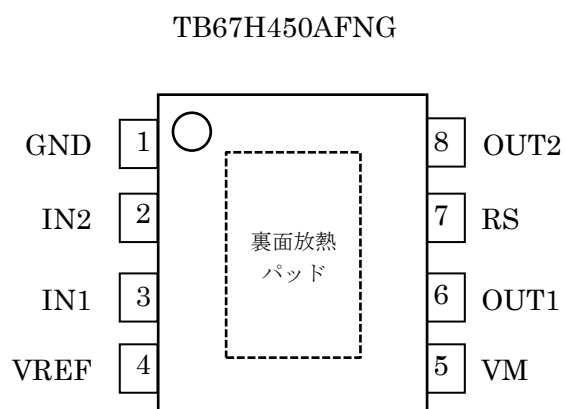 TB67H450AFNG
GND 1 8 OUT2
IN2 2 7 RS
裏面放熱
パッド
IN1 3 6 OUT1
VREF 4 5 VM